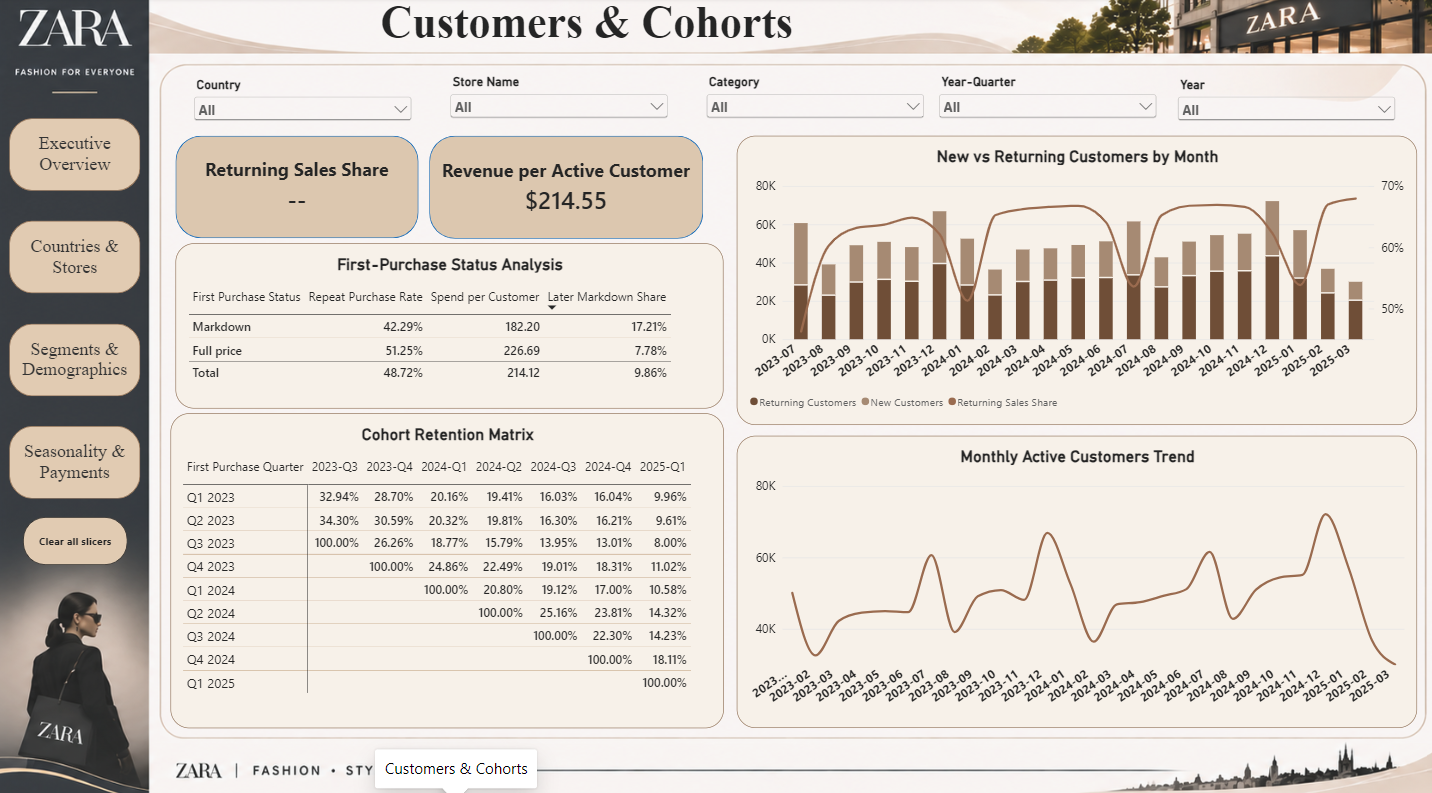 ZARA
FASHION FOR EVERYONE
Customers & Cohorts
ZARA
Executive
Overview
Countries &
Stores
Segments &
Demographics
Seasonality &
Payments
Clear all slicers
ZARA
Country
All
Store Name
All
Category
All
Year-Quarter
All
Year
All
Returning Sales Share
--
Revenue per Active Customer
$214.55
First-Purchase Status Analysis
First Purchase Status Repeat Purchase Rate Spend per Customer Later Markdown Share
Markdown 42.29% 182.20 17.21%
Full price 51.25% 226.69 7.78%
Total 48.72% 214.12 9.86%
Cohort Retention Matrix
First Purchase Quarter 2023-Q3 2023-Q4 2024-Q1 2024-Q2 2024-Q3 2024-Q4 2025-Q1
Q1 2023 32.94% 28.70% 20.16% 19.41% 16.03% 16.04% 9.96%
Q2 2023 34.30% 30.59% 20.32% 19.81% 16.30% 16.21% 9.61%
Q3 2023 100.00% 26.26% 18.77% 15.79% 13.95% 13.01% 8.00%
Q4 2023 100.00% 24.86% 22.49% 19.01% 18.31% 11.02%
Q1 2024 100.00% 20.80% 19.12% 17.00% 10.58%
Q2 2024 100.00% 25.16% 23.81% 14.32%
Q3 2024 100.00% 22.30% 14.23%
Q4 2024 100.00% 18.11%
Q1 2025 100.00%
New vs Returning Customers by Month
80K 70%
60K 60%
40K
20K 50%
0K
2023-07 2023-08 2023-09 2023-10 2023-11 2023-12 2024-01 2024-02 2024-03 2024-04 2024-05 2024-06 2024-07 2024-08 2024-09 2024-10 2024-11 2024-12 2025-01 2025-02 2025-03
Returning Customers New Customers Returning Sales Share
Monthly Active Customers Trend
80K
60K
40K
2023... 2023-02 2023-03 2023-04 2023-05 2023-06 2023-07 2023-08 2023-09 2023-10 2023-11 2023-12 2024-01 2024-02 2024-03 2024-04 2024-05 2024-06 2024-07 2024-08 2024-09 2024-10 2024-11 2024-12 2025-01 2025-02 2025-03
ZARA | FASHION • STY
Customers & Cohorts